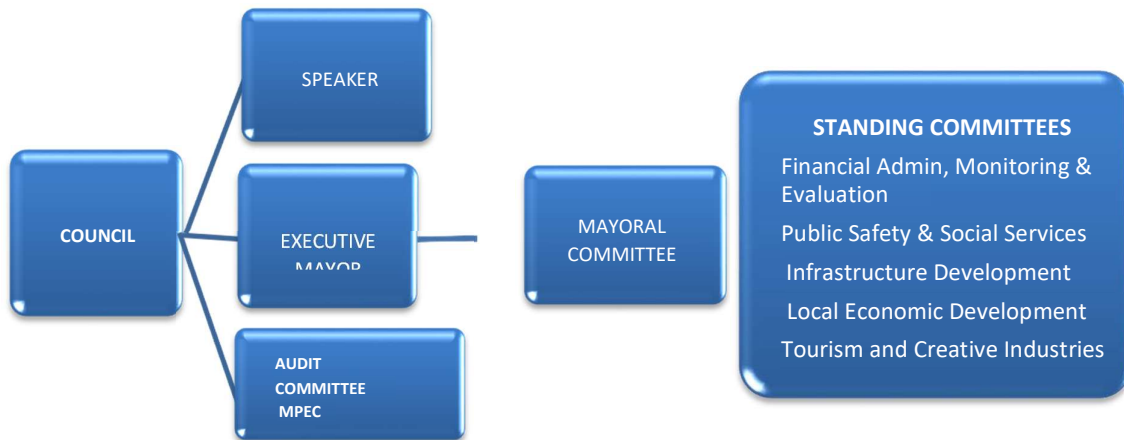 SPEAKER
COUNCIL
EXECUTIVE
MAYOR
AUDIT
COMMITTEE
MPEC
MAYORAL
COMMITTEE
STANDING COMMITTEES
Financial Admin, Monitoring &
Evaluation
Public Safety & Social Services
Infrastructure Development
Local Economic Development
Tourism and Creative Industries